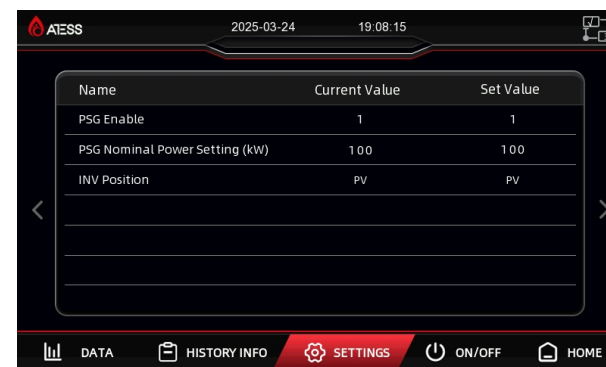 ATESS 2025-03-24 19:08:15
Name Current Value Set Value
PSG Enable 1 1
PSG Nominal Power Setting (kW) 100 100
INV Position PV PV
DATA HISTORY INFO SETTINGS ON/OFF HOME